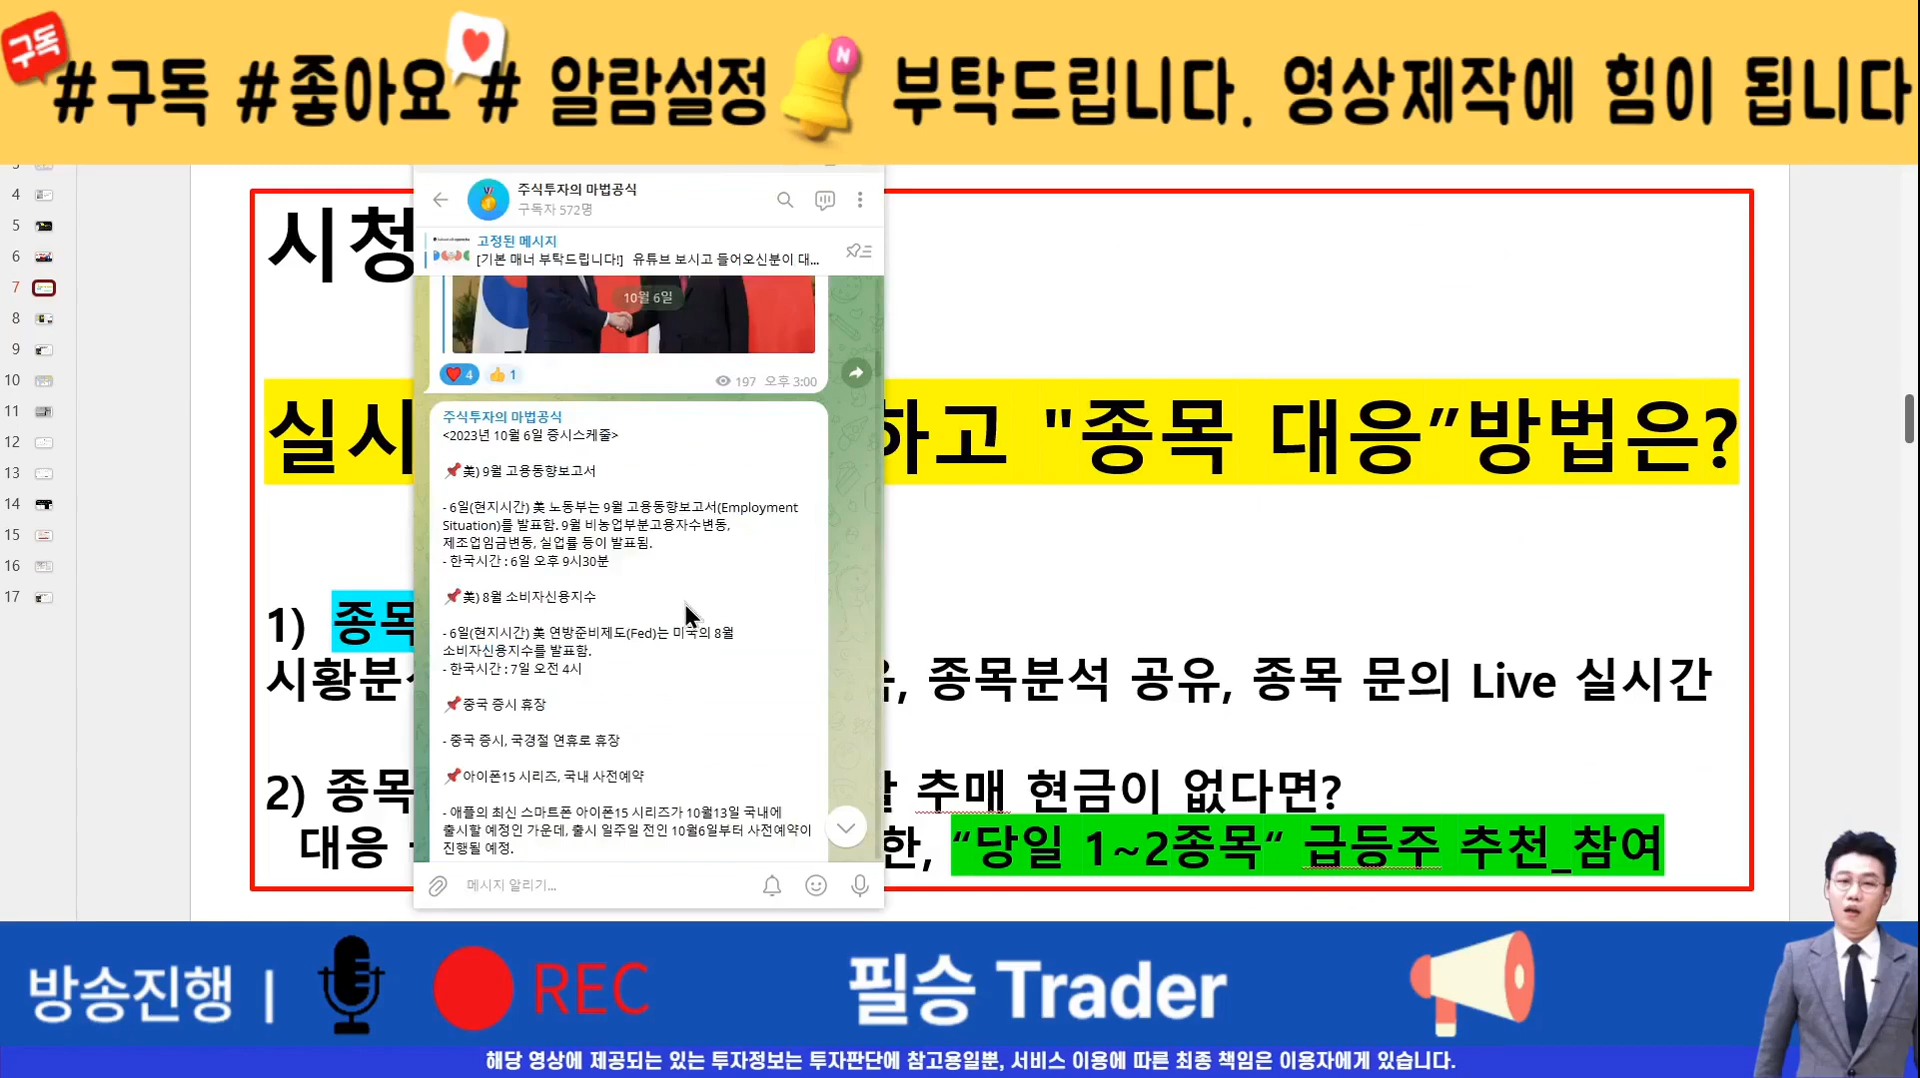 구독
#구독 #좋아요 # 알람설정 N 부탁드립니다. 영상제작에 힘이 됩니다
4
5
6
7
8
9
10
11
12
13
14
15
16
17
시청
실시
하고 "종목 대응”방법은?
1) 종목
시황분
, 종목분석 공유, 종목 문의 Live 실시간
2) 종목
추매 현금이 없다면?
대응
한, “당일 1~2종목“ 급등주 추천_참여
주식투자의 마법공식
구독자 572명
고정된 메시지
[기본 매너 부탁드립니다!] 유튜브 보시고 들어오신분이 대...
10월 6일
4
1
197 오후 3:00
주식투자의 마법공식
<2023년 10월 6일 증시스케줄>
美) 9월 고용동향보고서
- 6일(현지시간) 美 노동부는 9월 고용동향보고서(Employment
Situation)를 발표함. 9월 비농업부분고용자수변동,
제조업임금변동, 실업률 등이 발표됨.
- 한국시간 : 6일 오후 9시30분
美) 8월 소비자신용지수
- 6일(현지시간) 美 연방준비제도(Fed)는 미국의 8월
소비자신용지수를 발표함.
- 한국시간 : 7일 오전 4시
중국 증시 휴장
- 중국 증시, 국경절 연휴로 휴장
아이폰15 시리즈, 국내 사전예약
- 애플의 최신 스마트폰 아이폰15 시리즈가 10월13일 국내에
출시할 예정인 가운데, 출시 일주일 전인 10월6일부터 사전예약이
진행될 예정.
메시지 알리기...
방송진행 | REC 필승 Trader
해당 영상에 제공되는 있는 투자정보는 투자판단에 참고용일뿐, 서비스 이용에 따른 최종 책임은 이용자에게 있습니다.